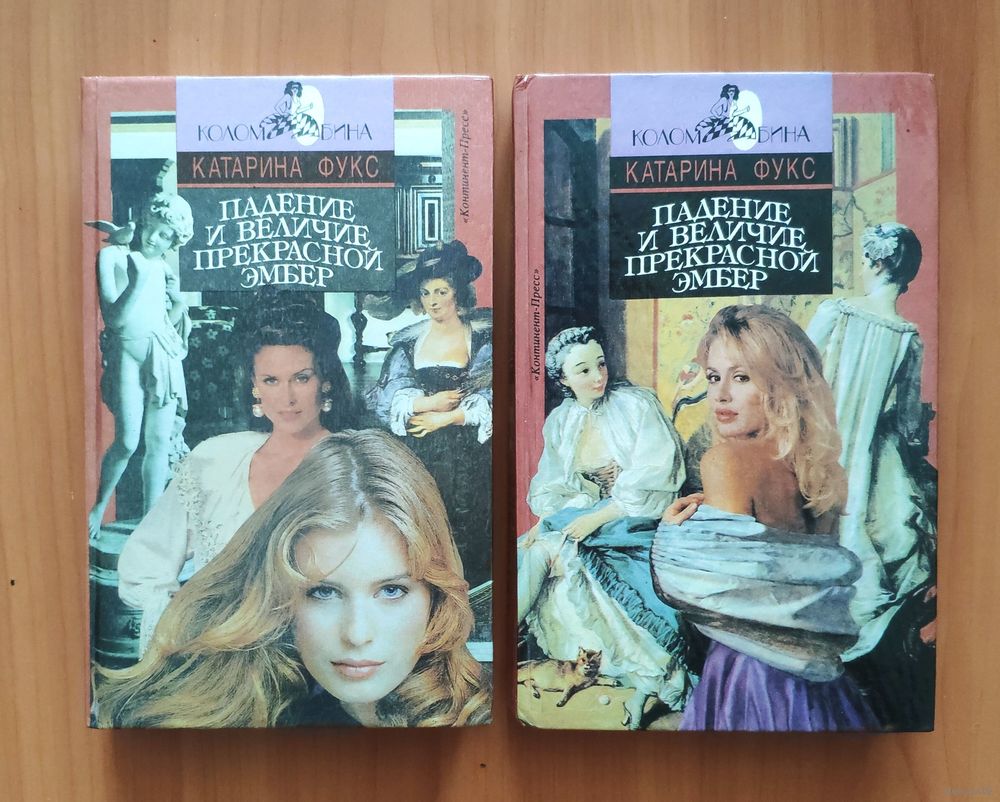 КОЛОМБИНА
КАТАРИНА ФУКС
ПАДЕНИЕ
И ВЕЛИЧИЕ
ПРЕКРАСНОЙ
ЭМБЕР
«Континент-Пресс»
КОЛОМБИНА
КАТАРИНА ФУКС
ПАДЕНИЕ
И ВЕЛИЧИЕ
ПРЕКРАСНОЙ
ЭМБЕР
«Континент-Пресс»